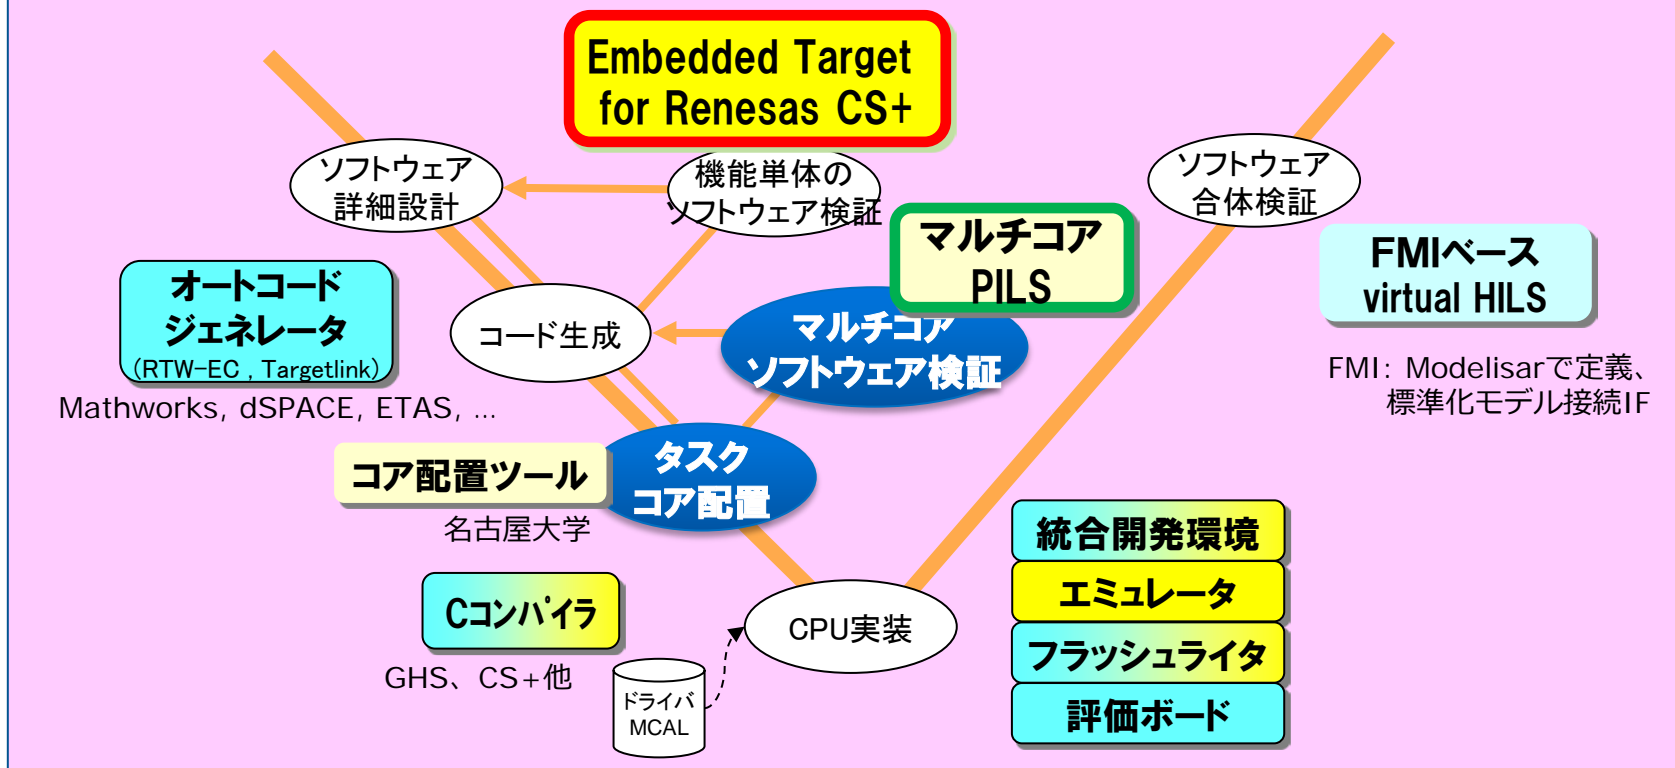 Embedded Target
for Renesas CS+
ソフトウェア
詳細設計
機能単体の
ソフトウェア検証
ソフトウェア
合体検証
マルチコア
PILS
FMIベース
virtual HILS
オートコード
ジェネレータ
(RTW-EC , Targetlink)
Mathworks, dSPACE, ETAS, …
コード生成
マルチコア
ソフトウェア検証
FMI: Modelisarで定義、
標準化モデル接続IF
コア配置ツール
名古屋大学
タスク
コア配置
Cコンパイラ
GHS、CS+他
ドライバ
MCAL
CPU実装
統合開発環境
エミュレータ
フラッシュライタ
評価ボード